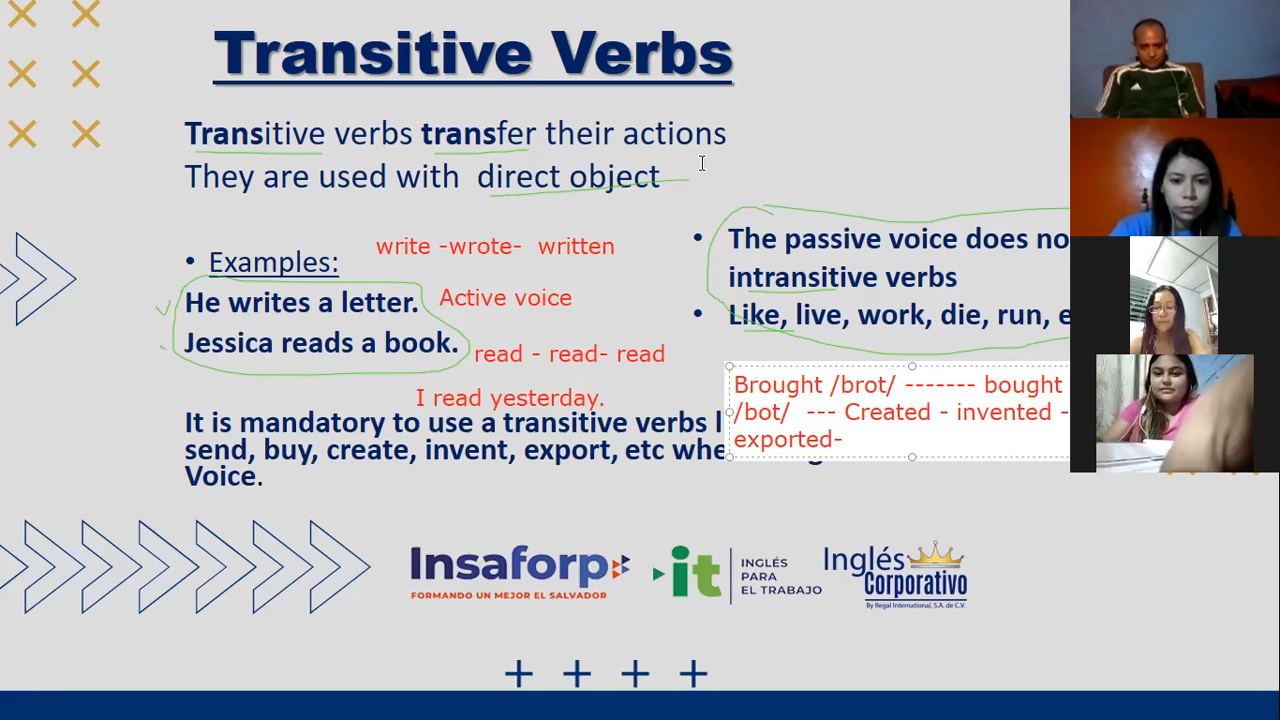 Transitive Verbs
Transitive verbs transfer their actions
They are used with direct object
• Examples:
write -wrote- written
He writes a letter.
Active voice
Jessica reads a book.
read - read- read
I read yesterday.
• The passive voice does
intransitive verbs
• Like, live, work, die, run,
Brought /brot/ ------- bought
/bot/ --- Created - invented -
exported-
It is mandatory to use a transitive verbs
send, buy, create, invent, export, etc
Voice.
Insaforp
FORMANDO UN MEJOR EL SALVADOR
it
INGLÉS
PARA
EL TRABAJO
Inglés
Corporativo
By Regal International, S.A. de C.V.